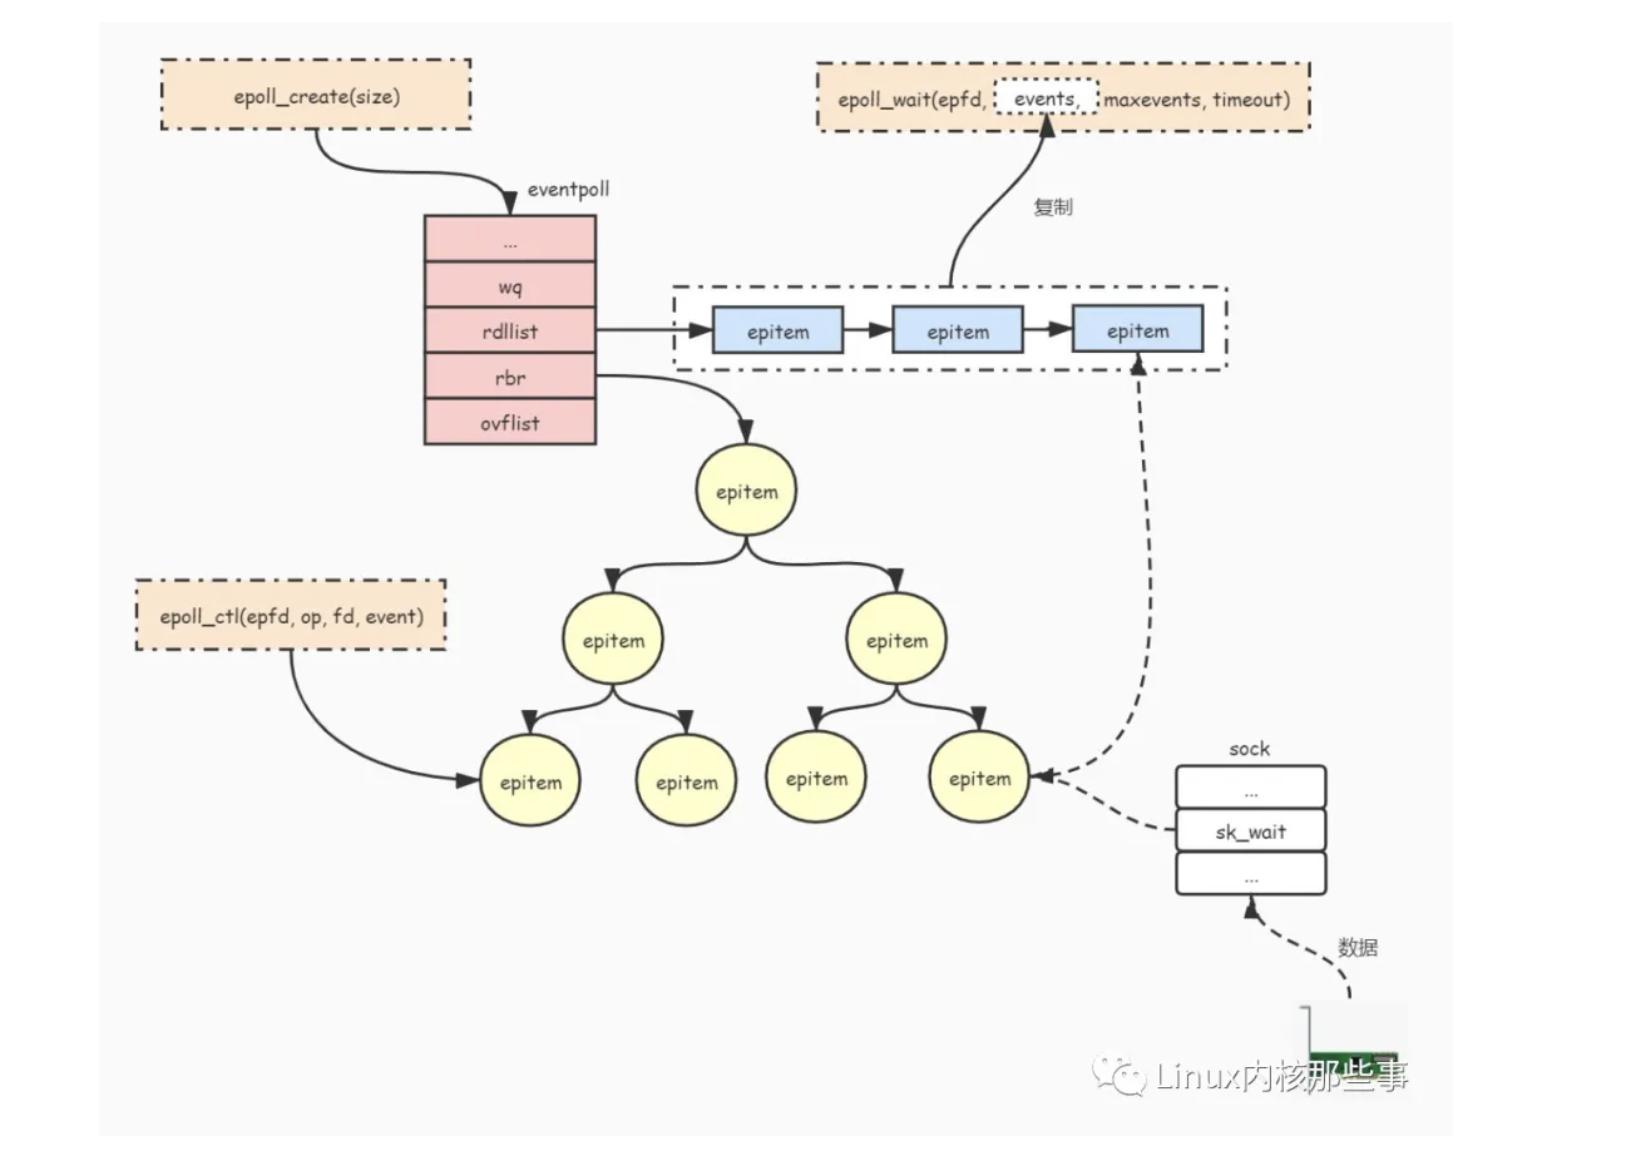 epoll_create(size)
epoll_wait(epfd, events, maxevents, timeout)
eventpoll
复制
...
wq
rdllist
epitem
epitem
epitem
rbr
ovflist
epitem
epoll_ctl(epfd, op, fd, event)
epitem
epitem
epitem
epitem
epitem
epitem
sock
...
sk_wait
...
数据
Linux内核那些事